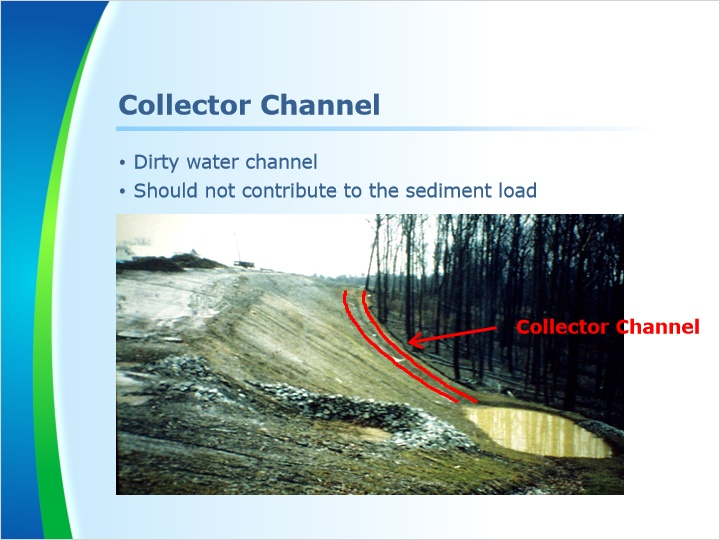 Collector Channel
• Dirty water channel
• Should not contribute to the sediment load
Collector Channel